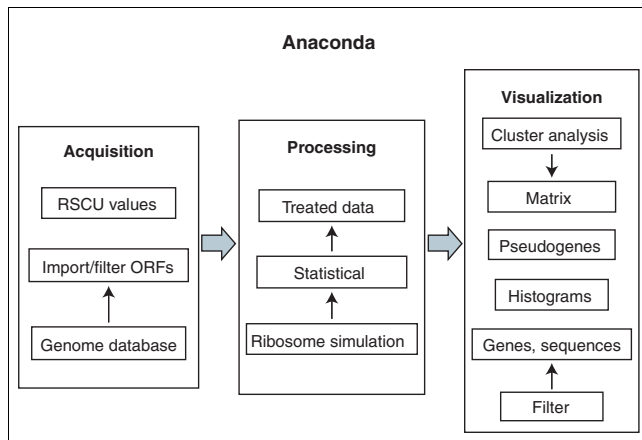 Anaconda
Acquisition
RSCU values
Import/filter ORFs
Genome database
Processing
Treated data
Statistical
Ribosome simulation
Visualization
Cluster analysis
Matrix
Pseudogenes
Histograms
Genes, sequences
Filter